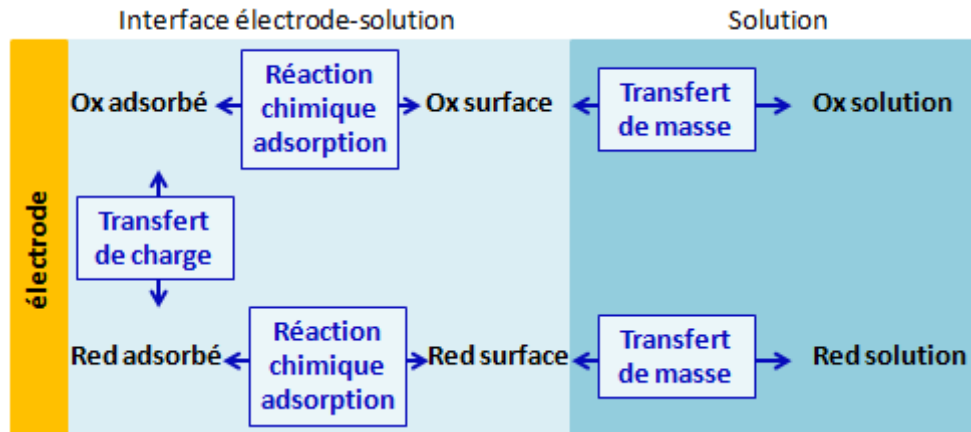 Interface électrode-solution
Solution
électrode
Ox adsorbé
Réaction
chimique
adsorption
Ox surface
Transfert
de masse
Ox solution
Transfert
de charge
Red adsorbé
Réaction
chimique
adsorption
Red surface
Transfert
de masse
Red solution